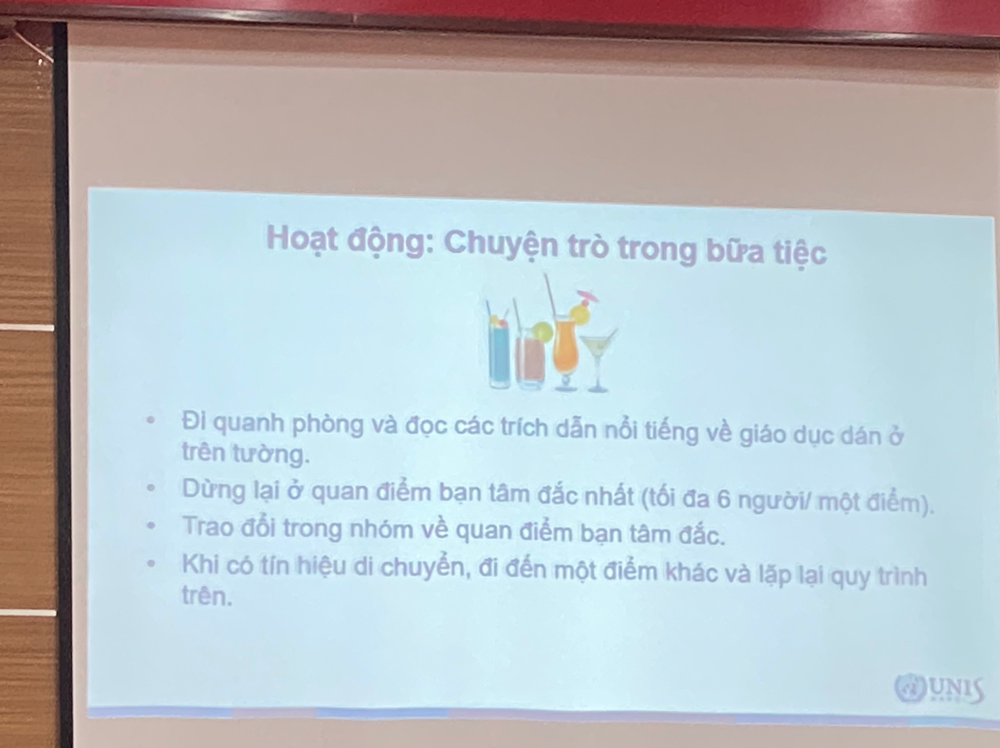 Hoạt động: Chuyện trò trong bữa tiệc
• Đi quanh phòng và đọc các trích dẫn nổi tiếng về giáo dục dán ở
trên tường.
• Dừng lại ở quan điểm bạn tâm đắc nhất (tối đa 6 người/ một điểm).
• Trao đổi trong nhóm về quan điểm bạn tâm đắc.
• Khi có tín hiệu di chuyển, đi đến một điểm khác và lặp lại quy trình
trên.
UNIS